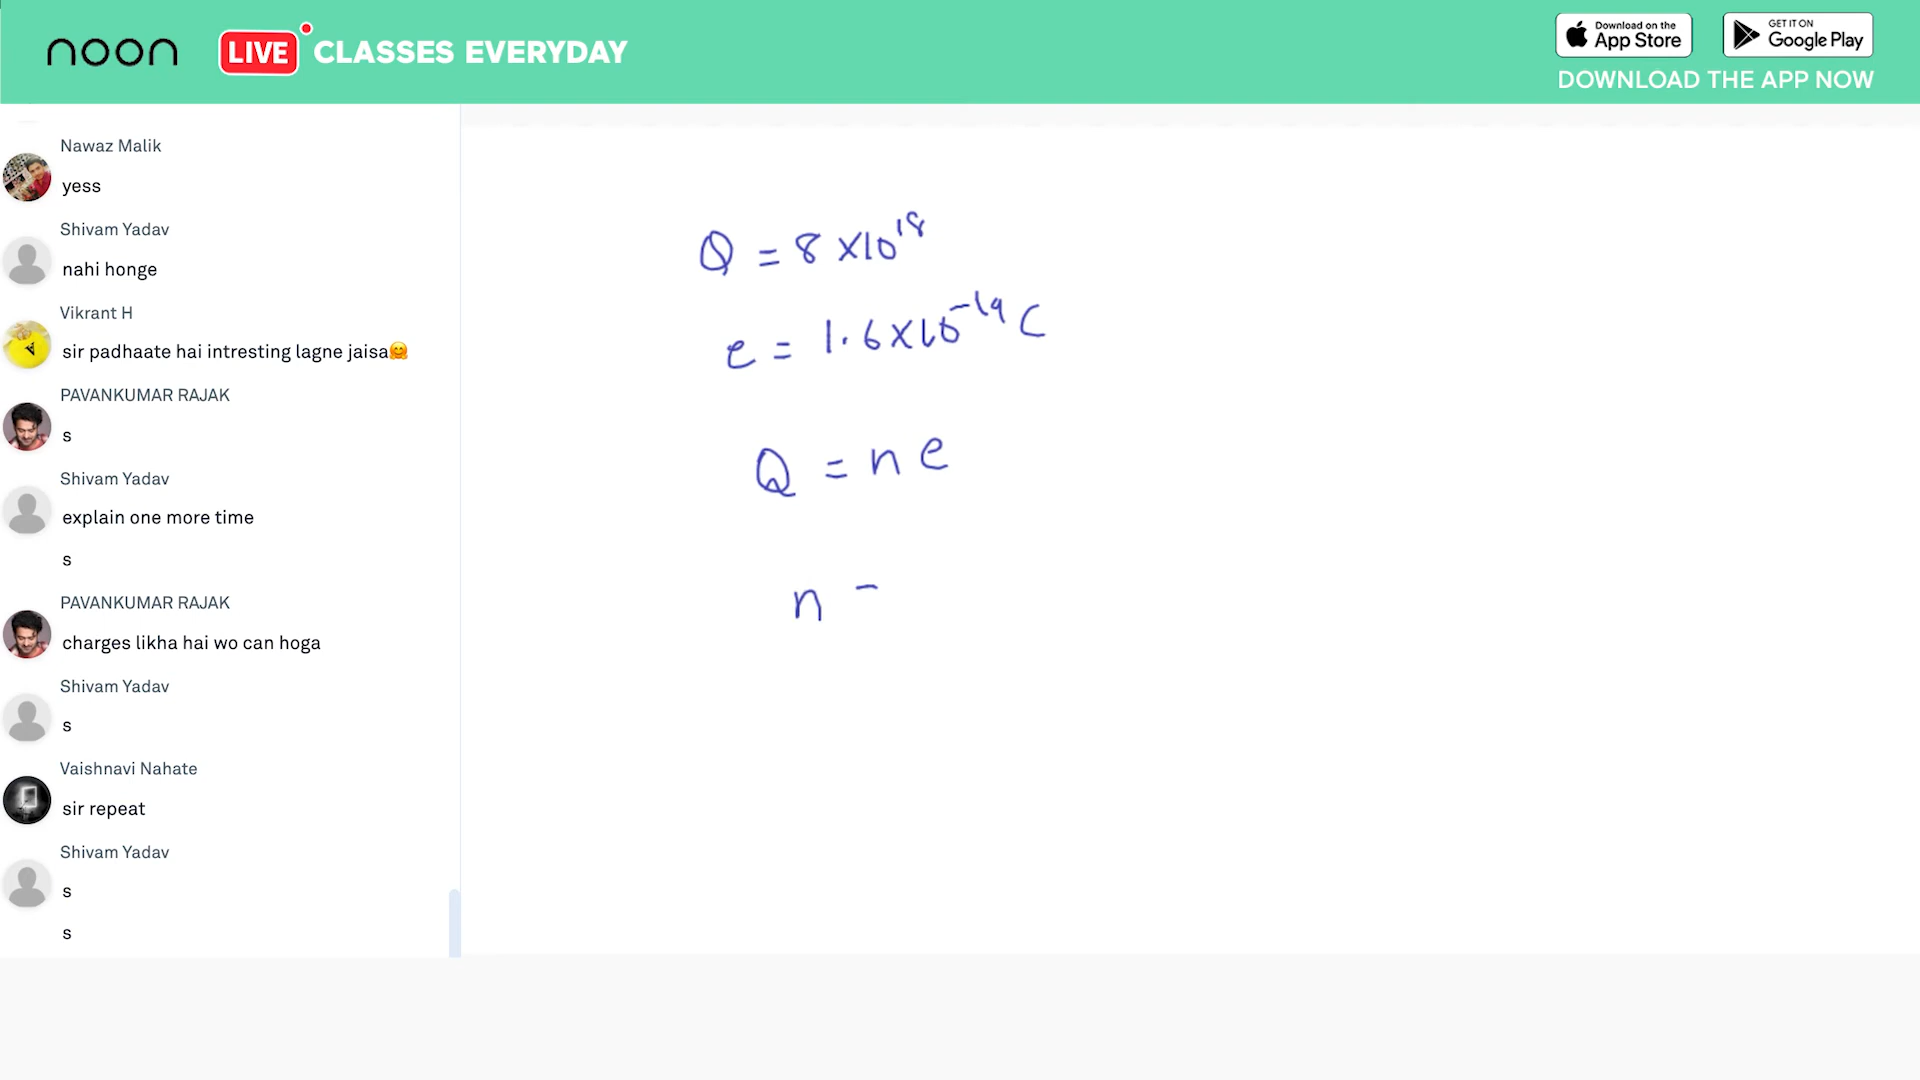 noon LIVE CLASSES EVERYDAY
Download on the App Store
GET IT ON Google Play
DOWNLOAD THE APP NOW
Nawaz Malik
yess
Shivam Yadav
nahi honge
Vikrant H
sir padhaate hai intresting lagne jaisa🤗
PAVANKUMAR RAJAK
s
Shivam Yadav
explain one more time
s
PAVANKUMAR RAJAK
charges likha hai wo can hoga
Shivam Yadav
s
Vaishnavi Nahate
sir repeat
Shivam Yadav
s
s
Q = 8 x10^18
e = 1.6x10^-19 C
Q = n e
n -